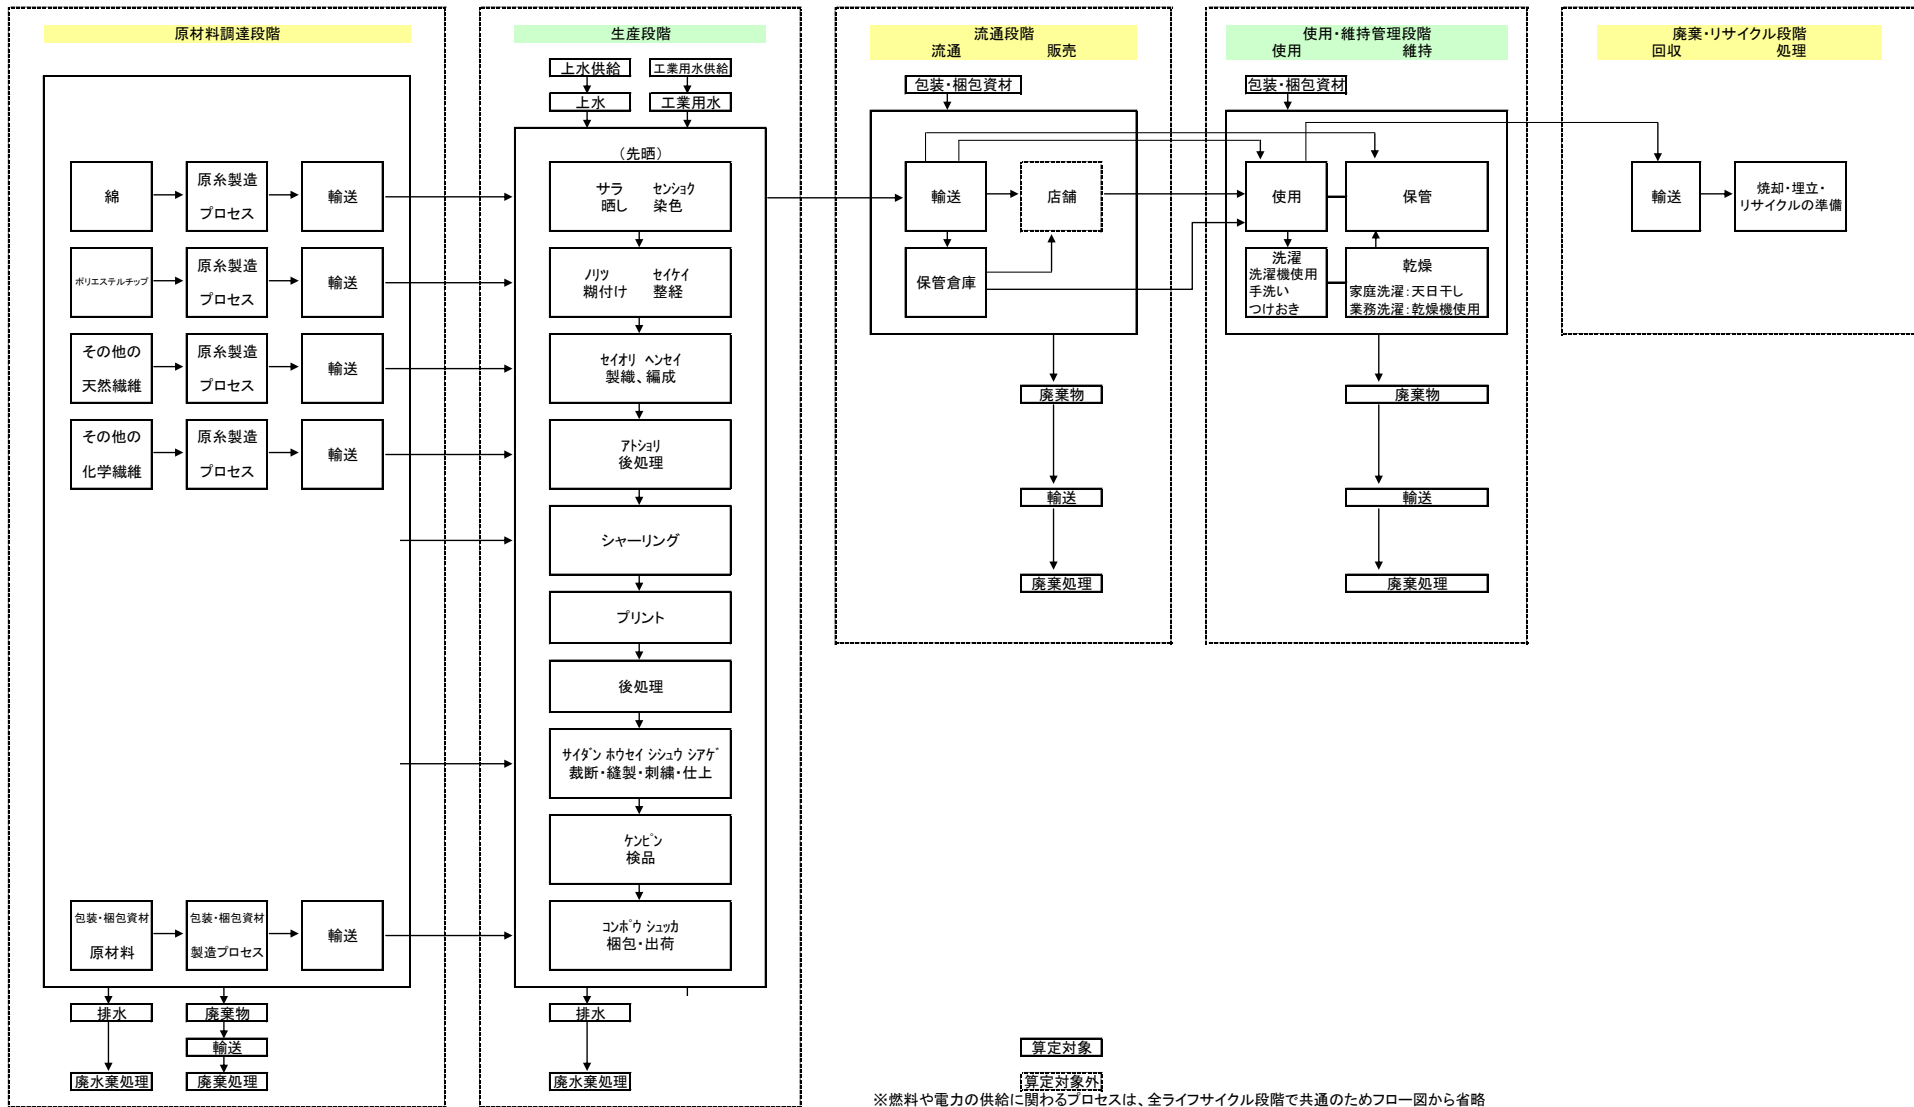 原材料調達段階
綿
原糸製造
プロセス
輸送
ポリエステルチップ
原糸製造
プロセス
輸送
その他の
天然繊維
原糸製造
プロセス
輸送
その他の
化学繊維
原糸製造
プロセス
輸送
包装・梱包資材
原材料
包装・梱包資材
製造プロセス
輸送
排水
廃水棄処理
廃棄物
輸送
廃棄処理
生産段階
上水供給
工業用水供給
上水
工業用水
(先晒)
サラ センショク
晒し 染色
ノリツ セイケイ
糊付け 整経
セイオリ ヘンセイ
製織、編成
アトショリ
後処理
シャーリング
プリント
後処理
サイダン ホウセイ シシュウ シアゲ
裁断・縫製・刺繍・仕上
ケンピン
検品
コンポウ シュッカ
梱包・出荷
排水
廃水棄処理
流通段階
流通 販売
包装・梱包資材
輸送
店舗
保管倉庫
廃棄物
輸送
廃棄処理
使用・維持管理段階
使用 維持
包装・梱包資材
使用
保管
洗濯
洗濯機使用
手洗い
つけおき
乾燥
家庭洗濯：天日干し
業務洗濯：乾燥機使用
廃棄物
輸送
廃棄処理
廃棄・リサイクル段階
回収 処理
輸送
焼却・埋立・
リサイクルの準備
算定対象
算定対象外
※燃料や電力の供給に関わるプロセスは、全ライフサイクル段階で共通のためフロー図から省略